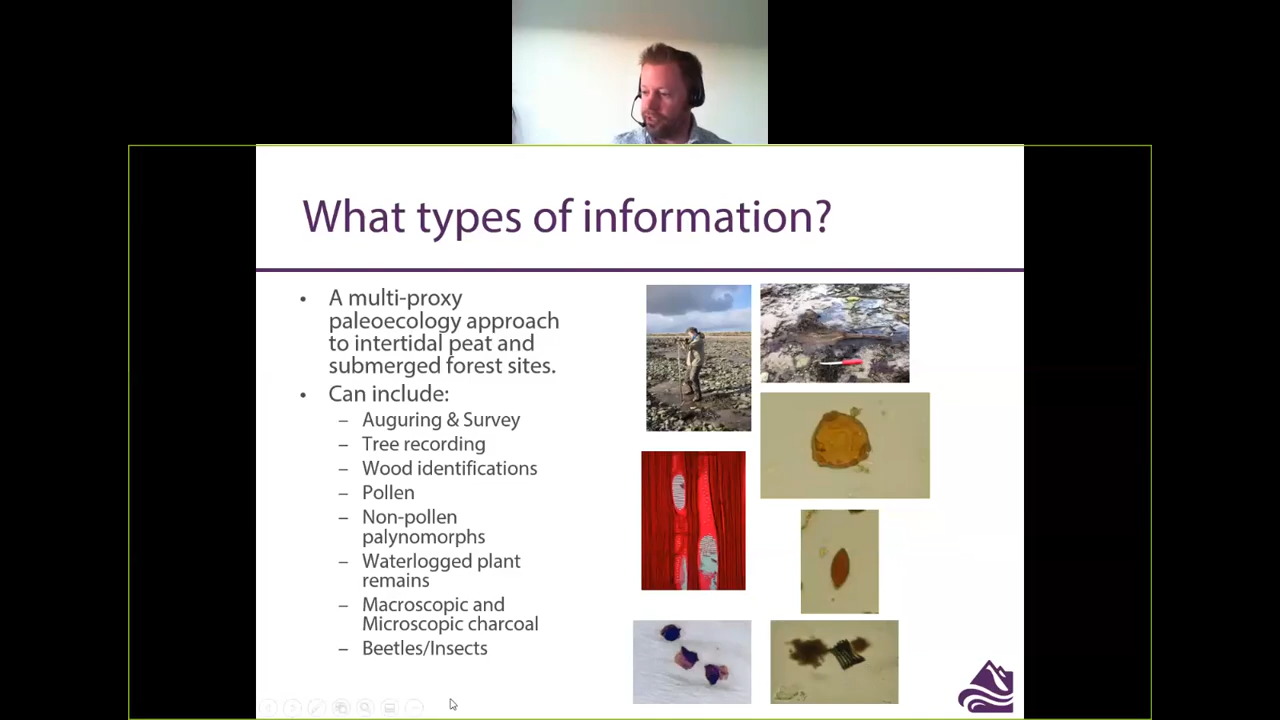 What types of information?
• A multi-proxy
paleoecology approach
to intertidal peat and
submerged forest sites.
• Can include:
– Auguring & Survey
– Tree recording
– Wood identifications
– Pollen
– Non-pollen
palynomorphs
– Waterlogged plant
remains
– Macroscopic and
Microscopic charcoal
– Beetles/Insects